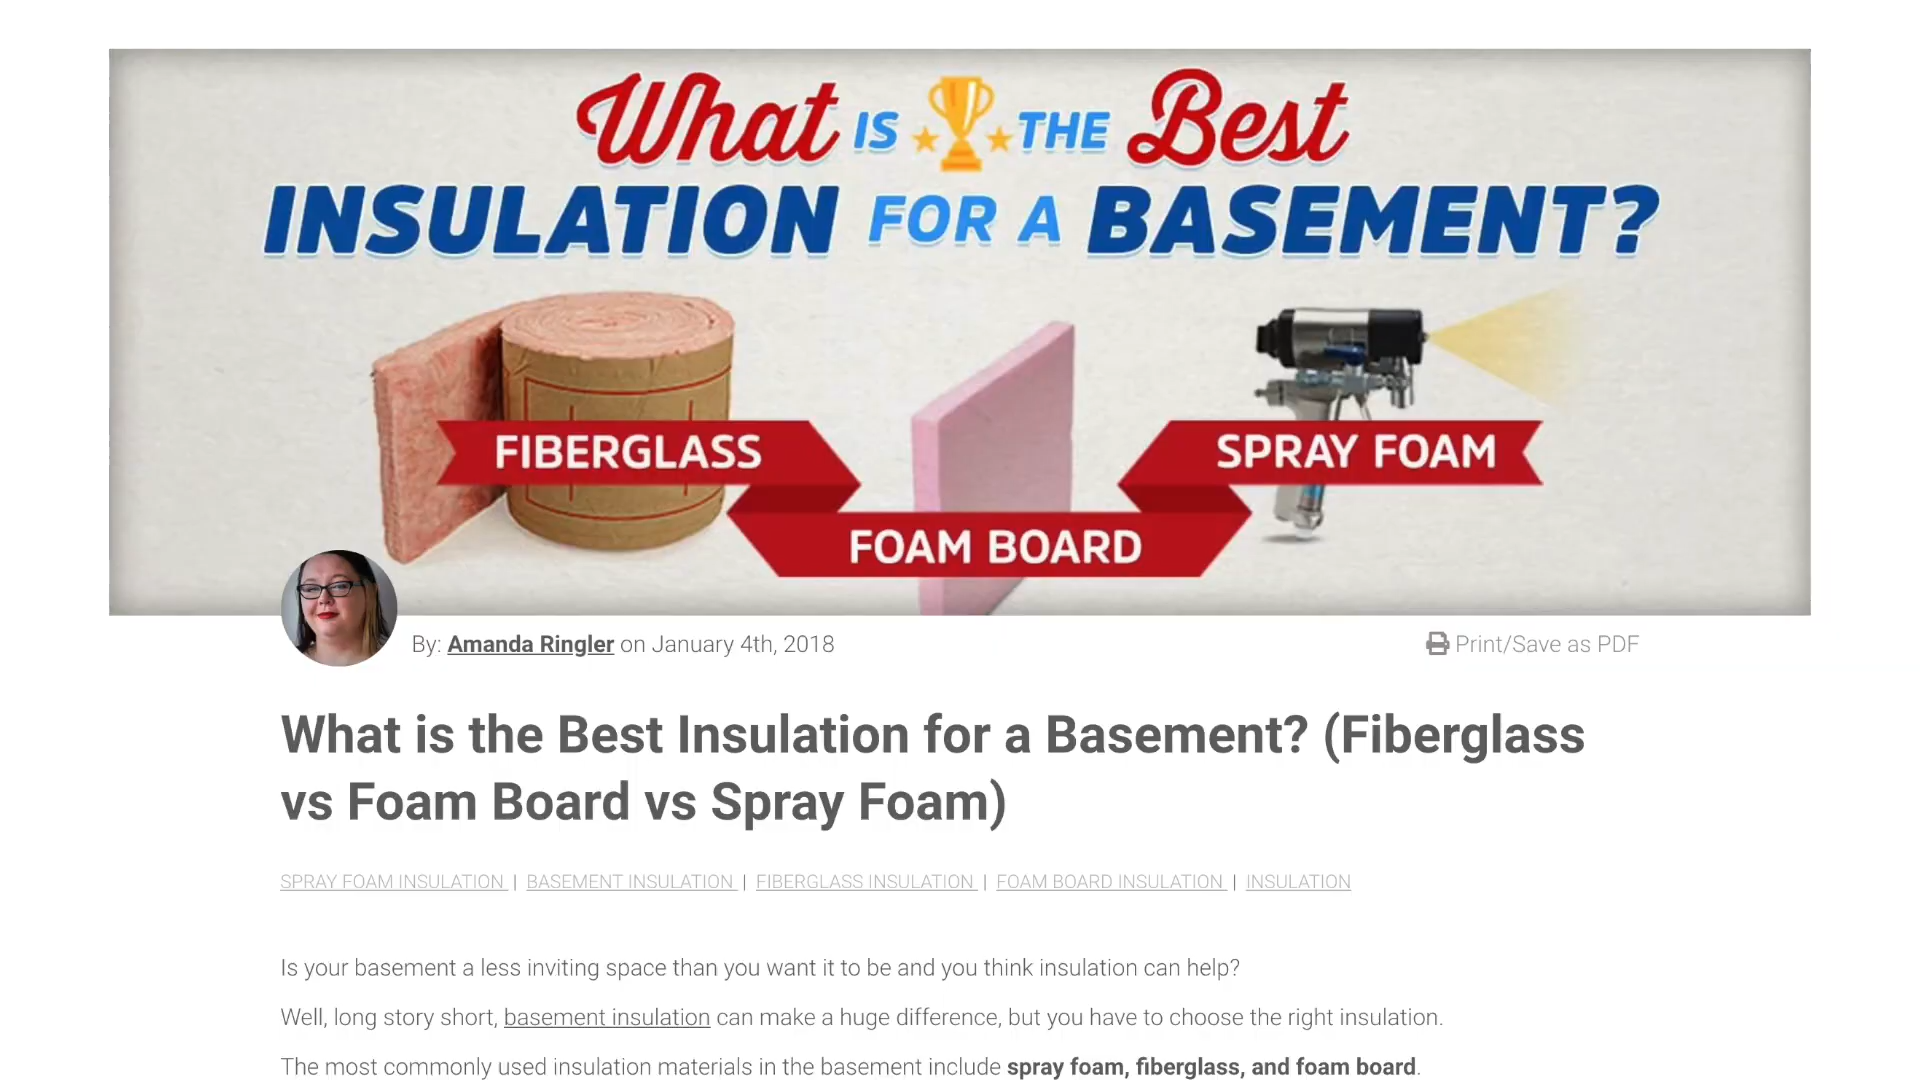 What IS THE Best
INSULATION FOR A BASEMENT?
FIBERGLASS
SPRAY FOAM
FOAM BOARD
By: Amanda Ringler on January 4th, 2018
Print/Save as PDF
What is the Best Insulation for a Basement? (Fiberglass
vs Foam Board vs Spray Foam)
SPRAY FOAM INSULATION | BASEMENT INSULATION | FIBERGLASS INSULATION | FOAM BOARD INSULATION | INSULATION
Is your basement a less inviting space than you want it to be and you think insulation can help?
Well, long story short, basement insulation can make a huge difference, but you have to choose the right insulation.
The most commonly used insulation materials in the basement include spray foam, fiberglass, and foam board.